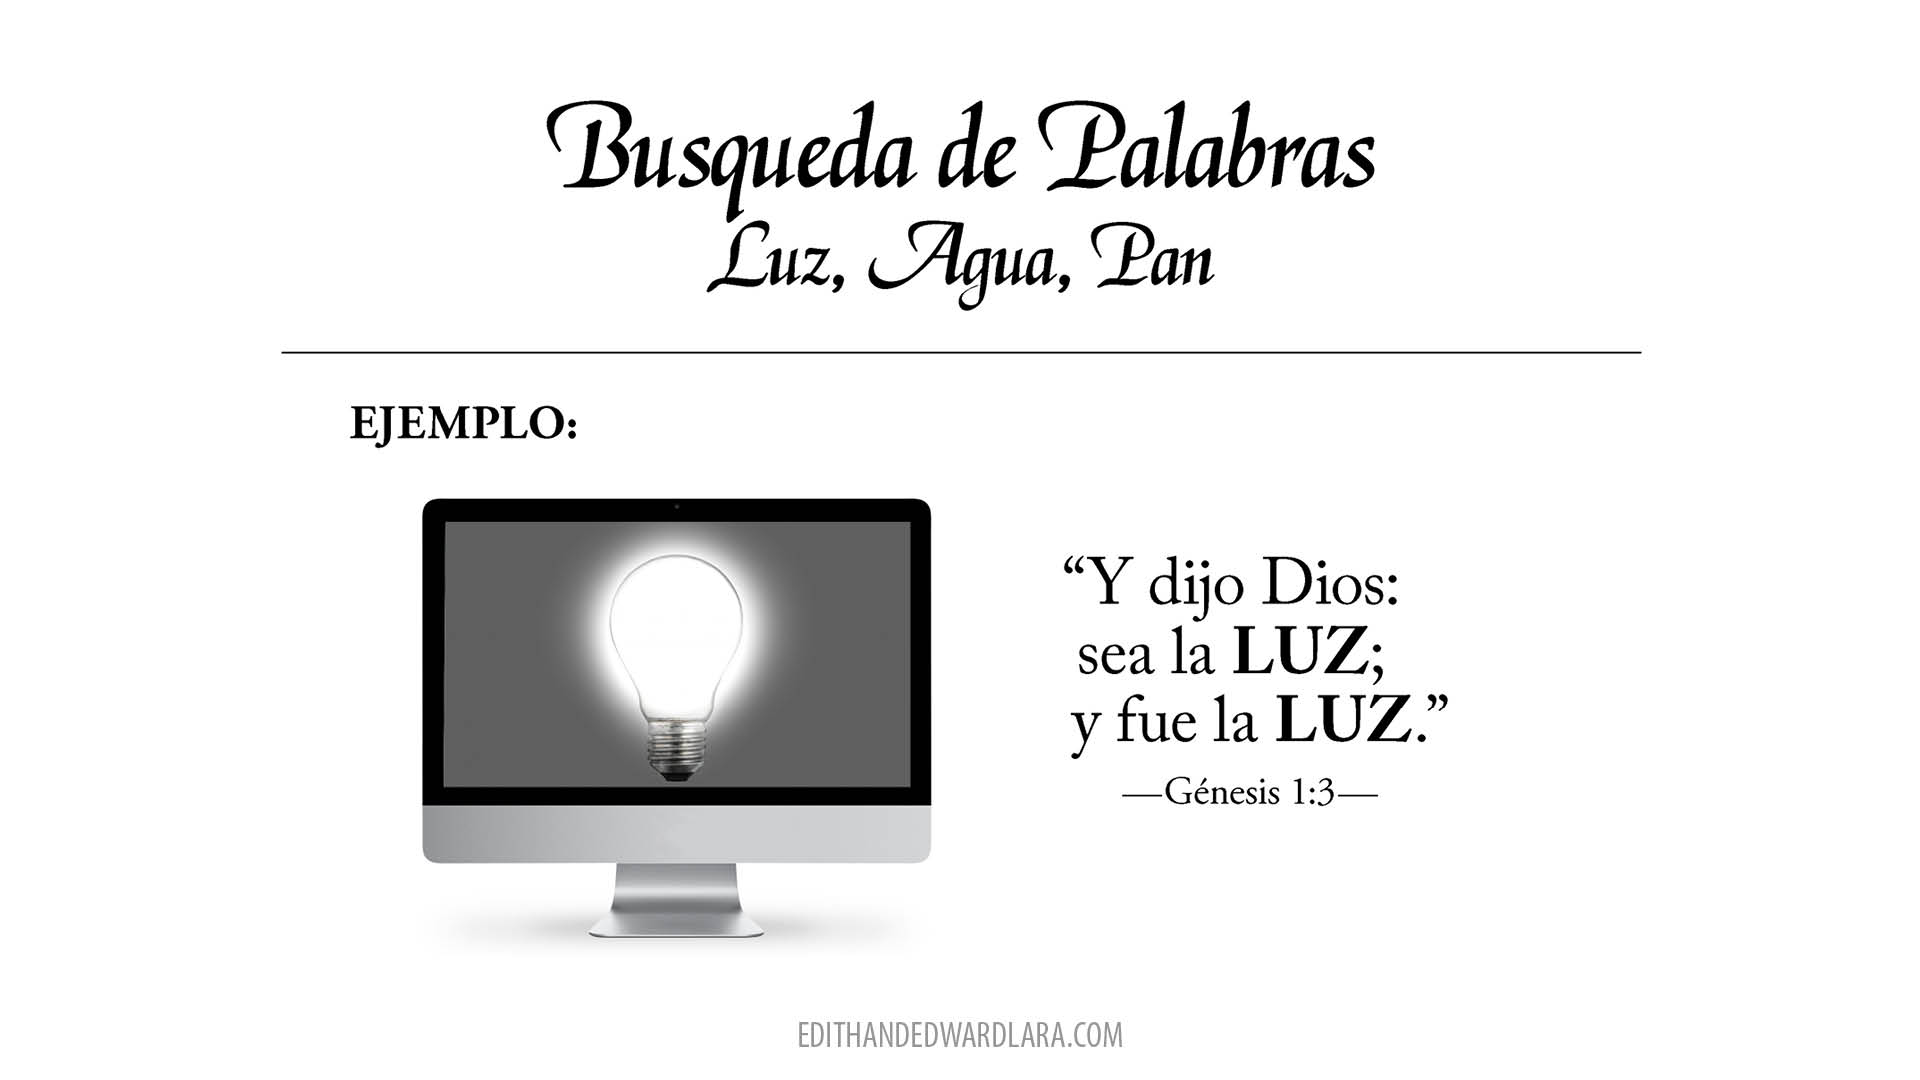 Busqueda de Palabras
Luz, Agua, Pan
EJEMPLO:
“Y dijo Dios:
sea la LUZ;
y fue la LUZ.”
—Génesis 1:3—
EDITHANDEDWARDLARA.COM